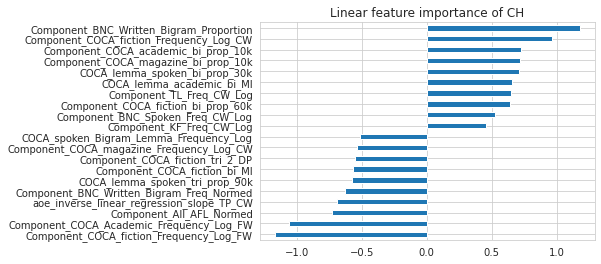 Linear feature importance of CH
Component_BNC_Written_Bigram_Proportion
Component_COCA_fiction_Frequency_Log_CW
Component_COCA_academic_bi_prop_10k
Component_COCA_magazine_bi_prop_10k
COCA_lemma_spoken_bi_prop_30k
COCA_lemma_academic_bi_MI
Component_TL_Freq_CW_Log
Component_COCA_fiction_bi_prop_60k
Component_BNC_Spoken_Freq_CW_Log
Component_KF_Freq_CW_Log
COCA_spoken_Bigram_Lemma_Frequency_Log
Component_COCA_magazine_Frequency_Log_CW
Component_COCA_fiction_tri_2_DP
Component_COCA_fiction_bi_MI
COCA_lemma_spoken_tri_prop_90k
Component_BNC_Written_Bigram_Freq_Normed
aoe_inverse_linear_regression_slope_TP_CW
Component_All_AFL_Normed
Component_COCA_Academic_Frequency_Log_FW
Component_COCA_fiction_Frequency_Log_FW
−1.0 −0.5 0.0 0.5 1.0